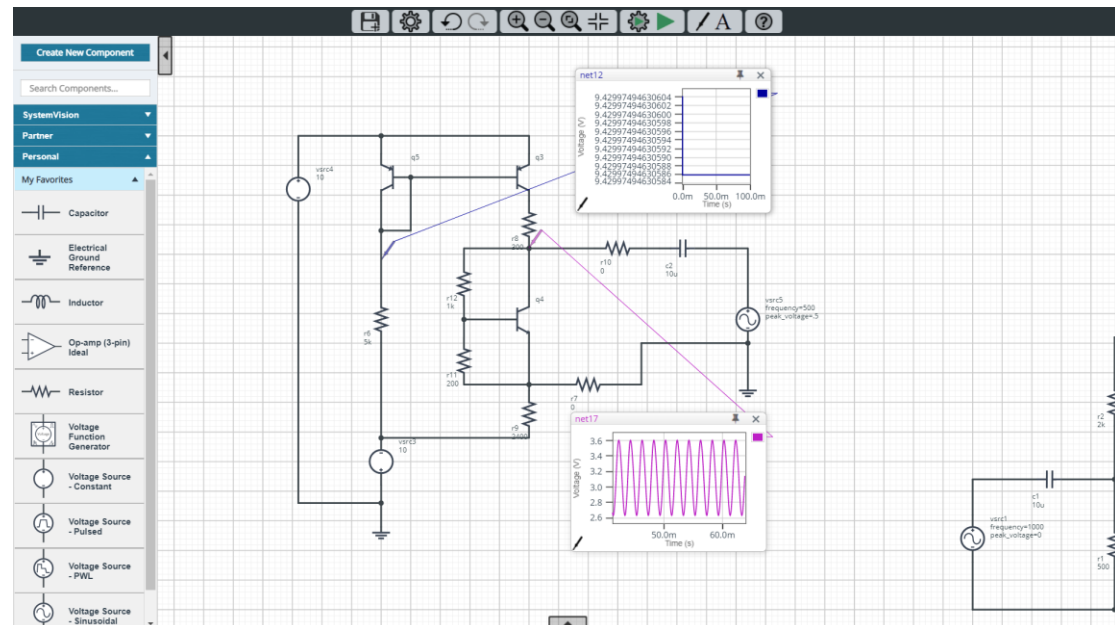 A
?
Create New Component
Search Components...
SystemVision
Partner
Personal
My Favorites
Capacitor
Electrical
Ground
Reference
Inductor
Op-amp (3-pin)
Ideal
Resistor
Voltage
Function
Generator
Voltage Source
- Constant
Voltage Source
- Pulsed
Voltage Source
- PWL
Voltage Source
- Sinusoidal
vsrc4
10
q5
q3
r8
200
r10
0
c2
10u
vsrc5
frequency=500
peak_voltage=.5
r12
1k
q4
r6
5k
r11
200
r7
0
r9
2400
vsrc3
10
net12
Voltage (V)
9.42997494630604
9.42997494630602
9.42997494630600
9.42997494630598
9.42997494630596
9.42997494630594
9.42997494630592
9.42997494630590
9.42997494630588
9.42997494630586
9.42997494630584
0.0m 50.0m 100.0m
Time (s)
net17
Voltage (V)
3.6
3.4
3.2
3.0
2.8
2.6
50.0m 60.0m
Time (s)
r2
2k
c1
10u
vsrc1
frequency=1000
peak_voltage=0
r1
500